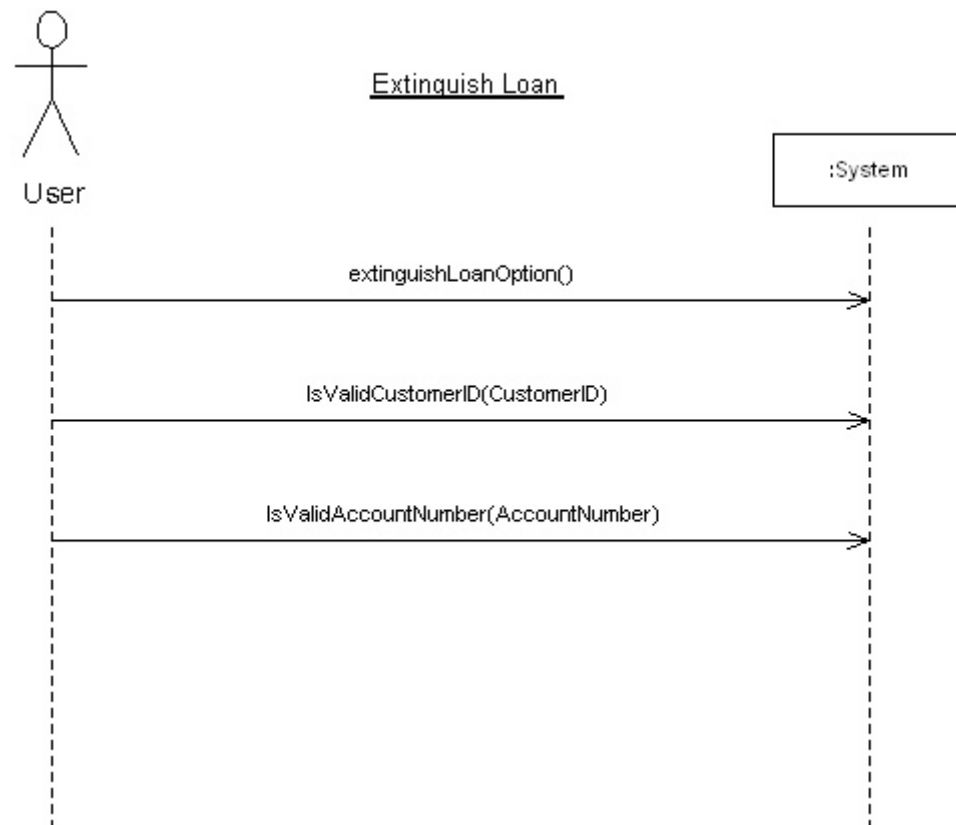 Extinguish Loan
User
:System
extinguishLoanOption()
IsValidCustomerID(CustomerID)
IsValidAccountNumber(AccountNumber)